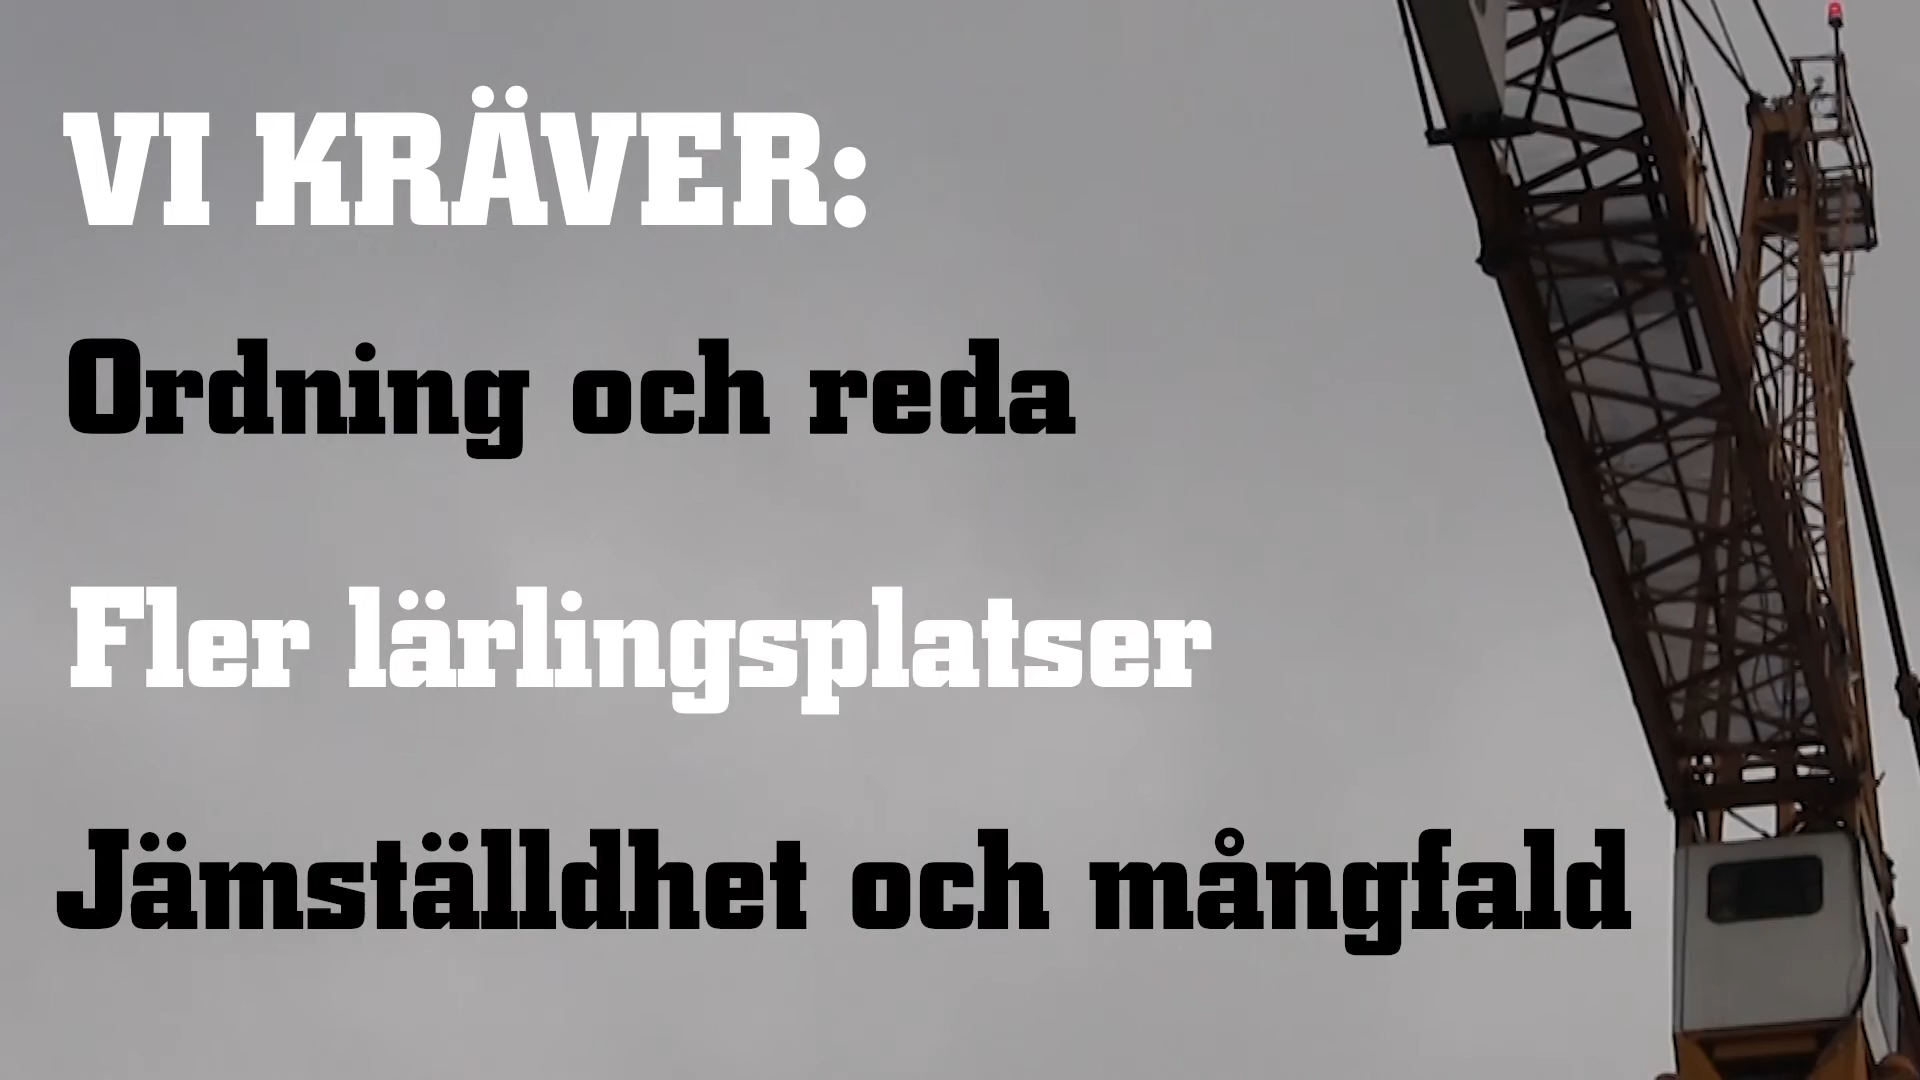 VI KRÄVER:
Ordning och reda
Fler lärlingsplatser
Jämställdhet och mångfald